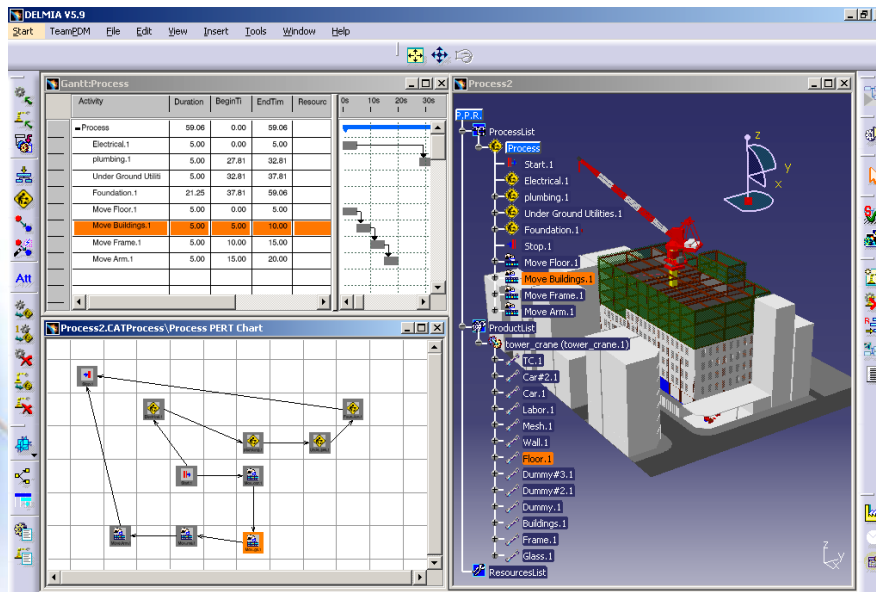 DELMIA V5.9
Start TeamPDM File Edit View Insert Tools Window Help
Gantt:Process
Activity Duration BeginTi EndTim Resourc 0s 10s 20s 30s
Process 59.06 0.00 59.06
Electrical.1 5.00 0.00 5.00
plumbing.1 5.00 27.81 32.81
Under Ground Utiliti 5.00 32.81 37.81
Foundation.1 21.25 37.81 59.06
Move Floor.1 5.00 0.00 5.00
Move Buildings.1 5.00 5.00 10.00
Move Frame.1 5.00 10.00 15.00
Move Arm.1 5.00 15.00 20.00
Att
Process2.CATProcess\Process PERT Chart
Process2
P.P.R.
ProcessList
Process
Start.1
Electrical.1
plumbing.1
Under Ground Utilities.1
Foundation.1
Stop.1
Move Floor.1
Move Buildings.1
Move Frame.1
Move Arm.1
ProductList
tower_crane (tower_crane.1)
TC.1
Car#2.1
Car.1
Labor.1
Mesh.1
Wall.1
Floor.1
Dummy#3.1
Dummy#2.1
Dummy.1
Buildings.1
Frame.1
Glass.1
ResourcesList
z
y
x
z
y
x